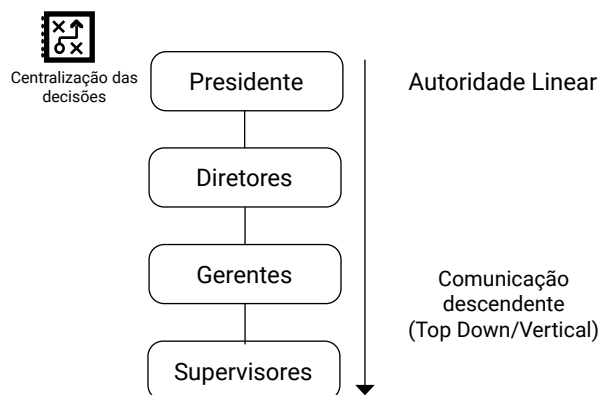 Centralização das
decisões
Presidente
Autoridade Linear
Diretores
Gerentes
Comunicação
descendente
(Top Down/Vertical)
Supervisores